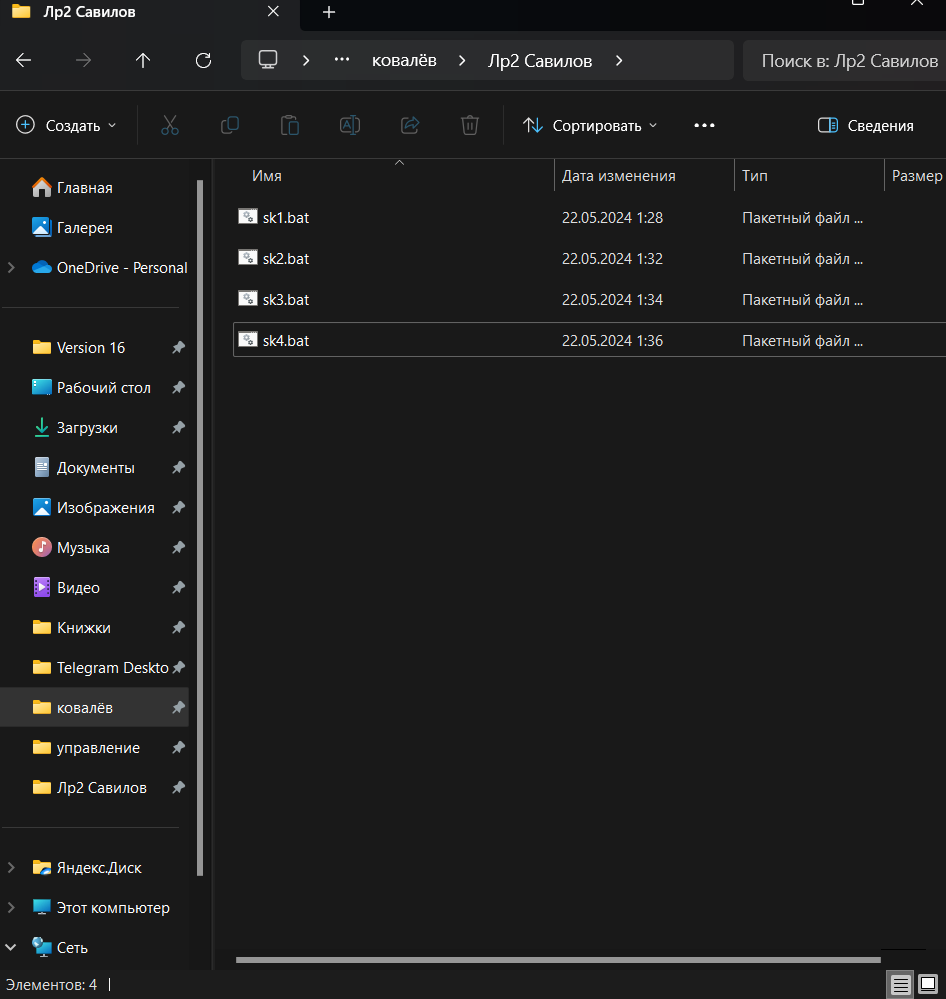 Лр2 Савилов
ковалёв
Лр2 Савилов
Поиск в: Лр2 Савилов
Создать
Сортировать
Сведения
Имя
Дата изменения
Тип
Размер
sk1.bat 22.05.2024 1:28 Пакетный файл ...
sk2.bat 22.05.2024 1:32 Пакетный файл ...
sk3.bat 22.05.2024 1:34 Пакетный файл ...
sk4.bat 22.05.2024 1:36 Пакетный файл ...
Главная
Галерея
OneDrive - Personal
Version 16
Рабочий стол
Загрузки
Документы
Изображения
Музыка
Видео
Книжки
Telegram Deskto
ковалёв
управление
Лр2 Савилов
Яндекс.Диск
Этот компьютер
Сеть
Элементов: 4